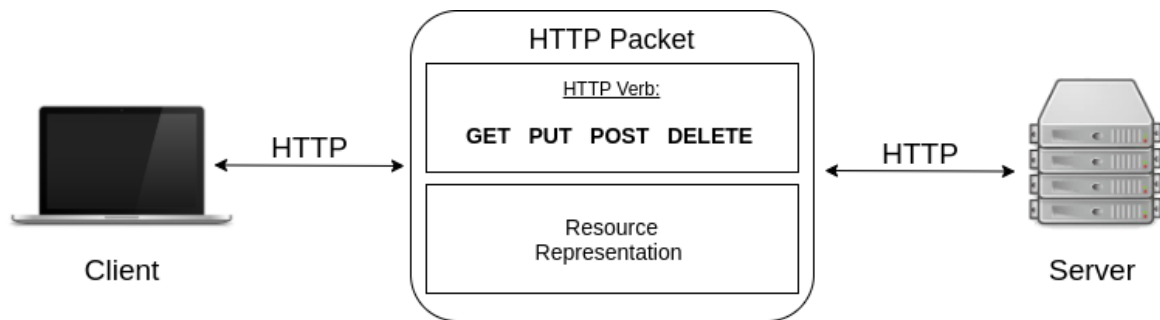 HTTP Packet
HTTP Verb:
GET PUT POST DELETE
HTTP
HTTP
Resource
Representation
Client
Server